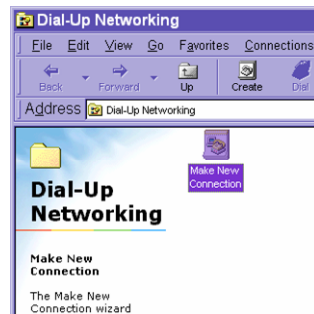 Dial-Up Networking
File Edit View Go Favorites Connections
Back Forward Up Create Dial
Address Dial-Up Networking
Make New
Connection
Dial-Up
Networking
Make New
Connection
The Make New
Connection wizard